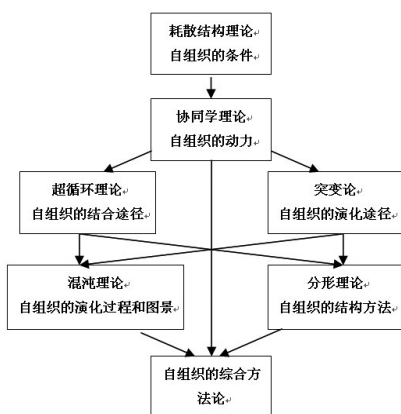 耗散结构理论
自组织的条件
协同学理论
自组织的动力
超循环理论
自组织的结合途径
突变论
自组织的演化途径
混沌理论
自组织的演化过程和图景
分形理论
自组织的结构方法
自组织的综合方
法论